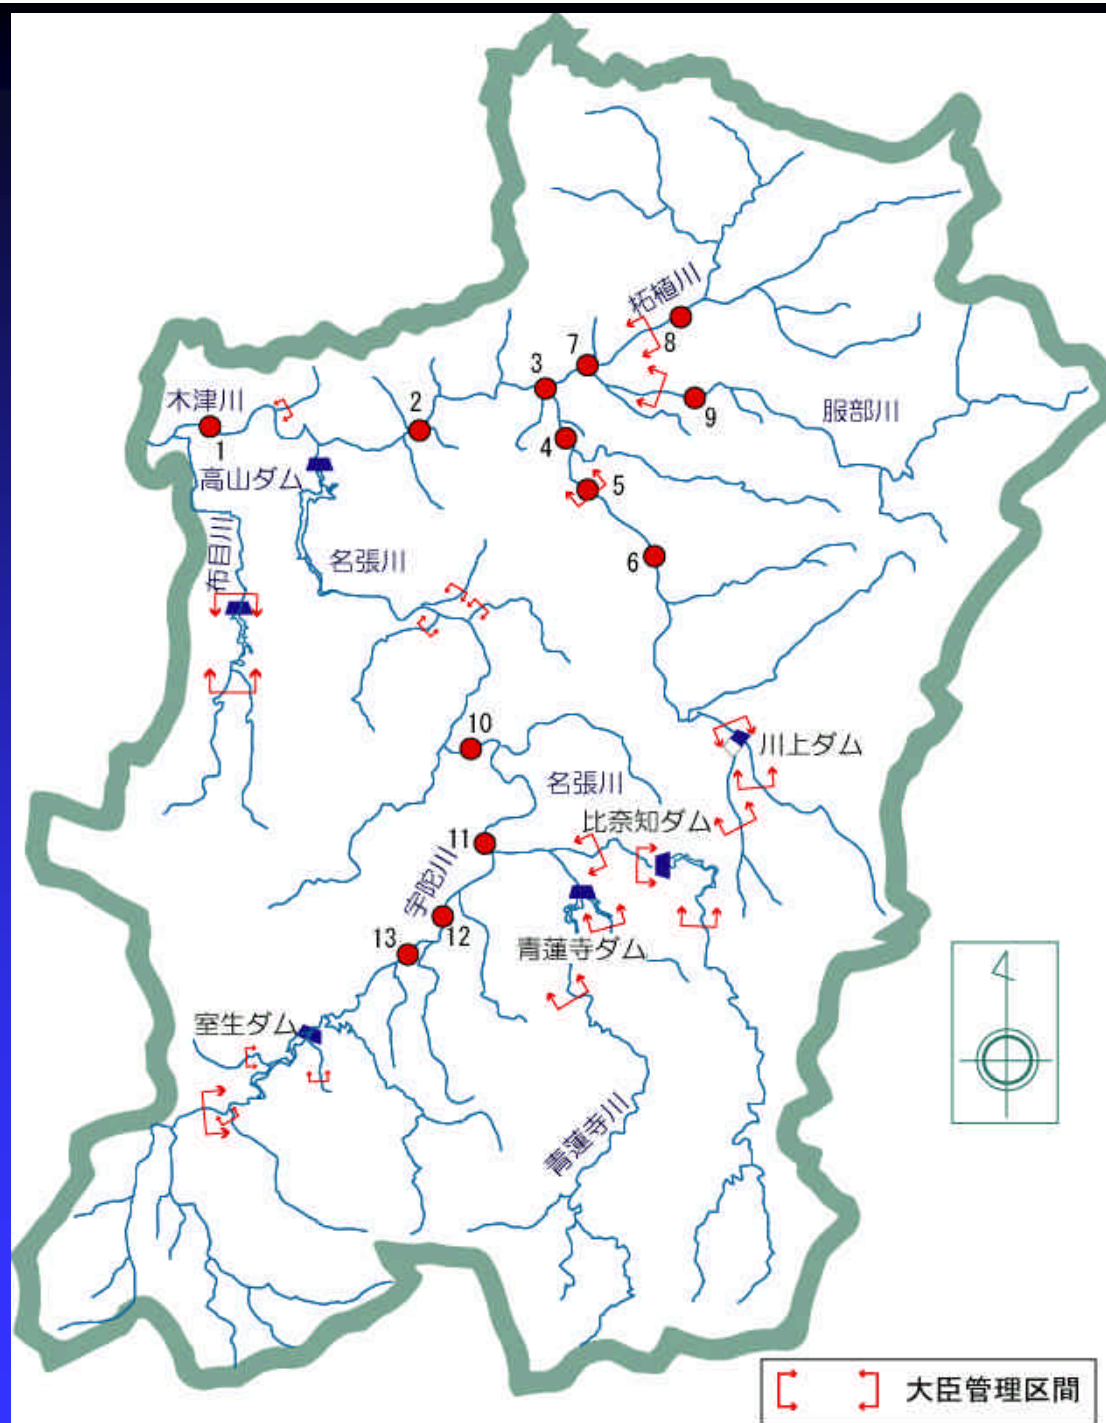 柘植川
8
7
3
9
木津川
2
服部川
1
4
高山ダム
5
布目川
名張川
6
10
川上ダム
名張川
比奈知ダム
11
宇陀川
12
13
青蓮寺ダム
室生ダム
青蓮寺川
大臣管理区間